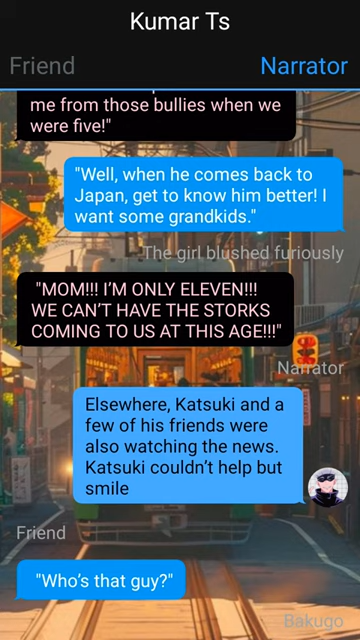 Kumar Ts
Friend
Narrator
me from those bullies when we
were five!"
"Well, when he comes back to
Japan, get to know him better! I
want some grandkids."
The girl blushed furiously
"MOM!!! I'M ONLY ELEVEN!!!
WE CAN'T HAVE THE STORKS
COMING TO US AT THIS AGE!!!"
Narrator
Elsewhere, Katsuki and a
few of his friends were
also watching the news.
Katsuki couldn't help but
smile
Friend
"Who's that guy?"
Bakugo